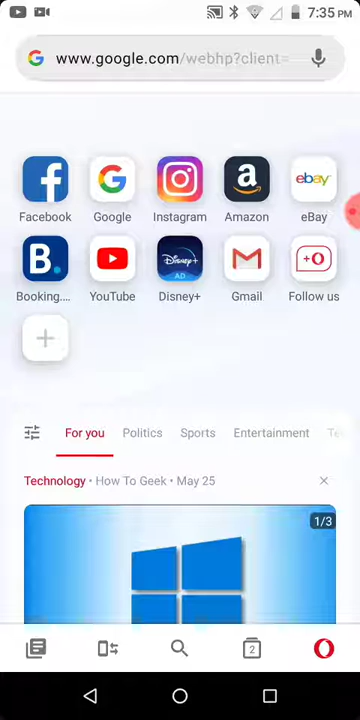 7:35 PM
www.google.com/webhp?client=
Facebook Google Instagram Amazon eBay
Booking.... YouTube Disney+ Gmail Follow us
For you Politics Sports Entertainment Te
Technology • How To Geek • May 25
1/3
2